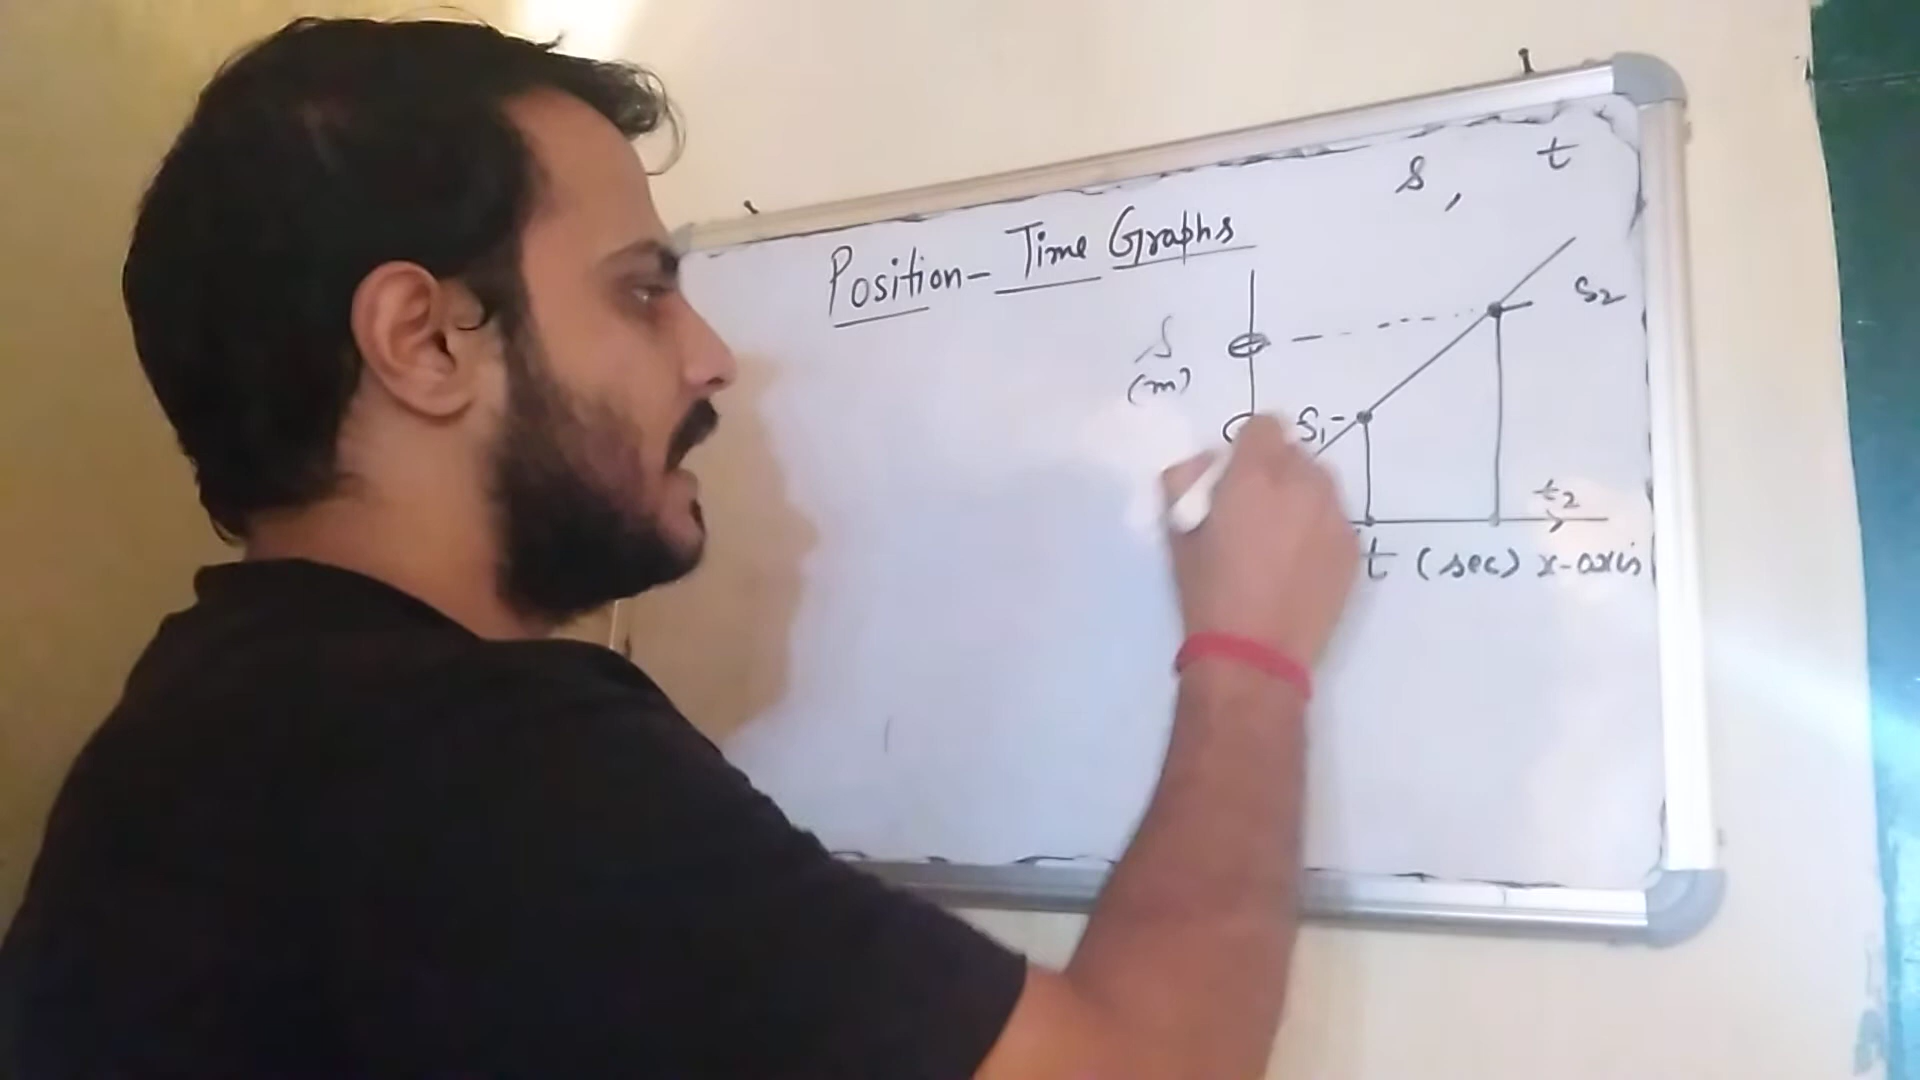 s , t
Position- Time Graphs
S2
s
(m)
S1
t2
t (sec) x-axis